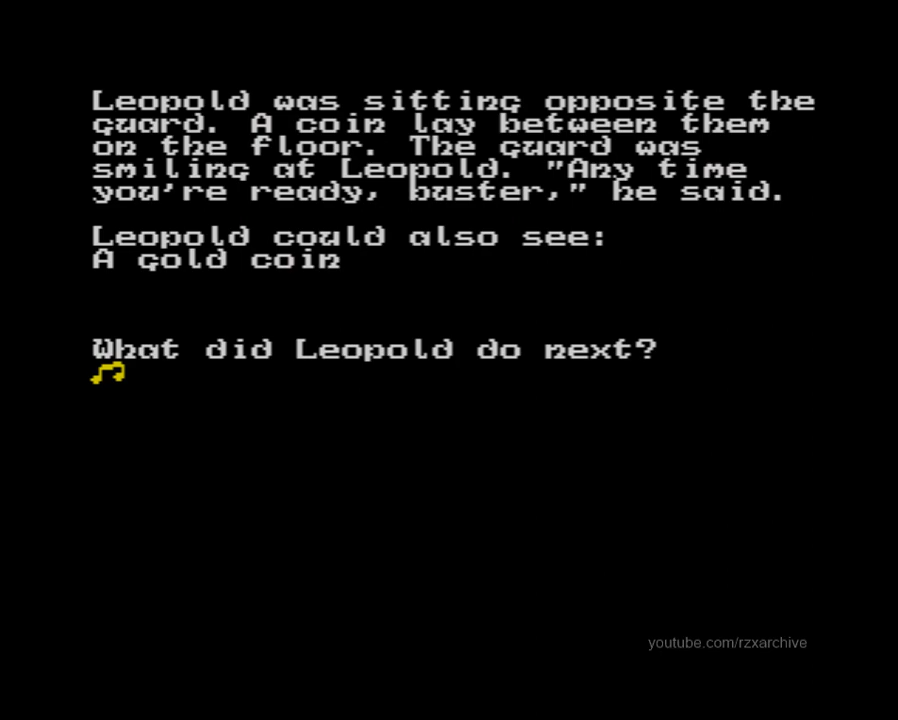 Leopold was sitting opposite the
guard. A coin lay between them
on the floor. The guard was
smiling at Leopold. "Any time
you're ready, buster," he said.
Leopold could also see:
A gold coin
What did Leopold do next?
youtube.com/rzxarchive